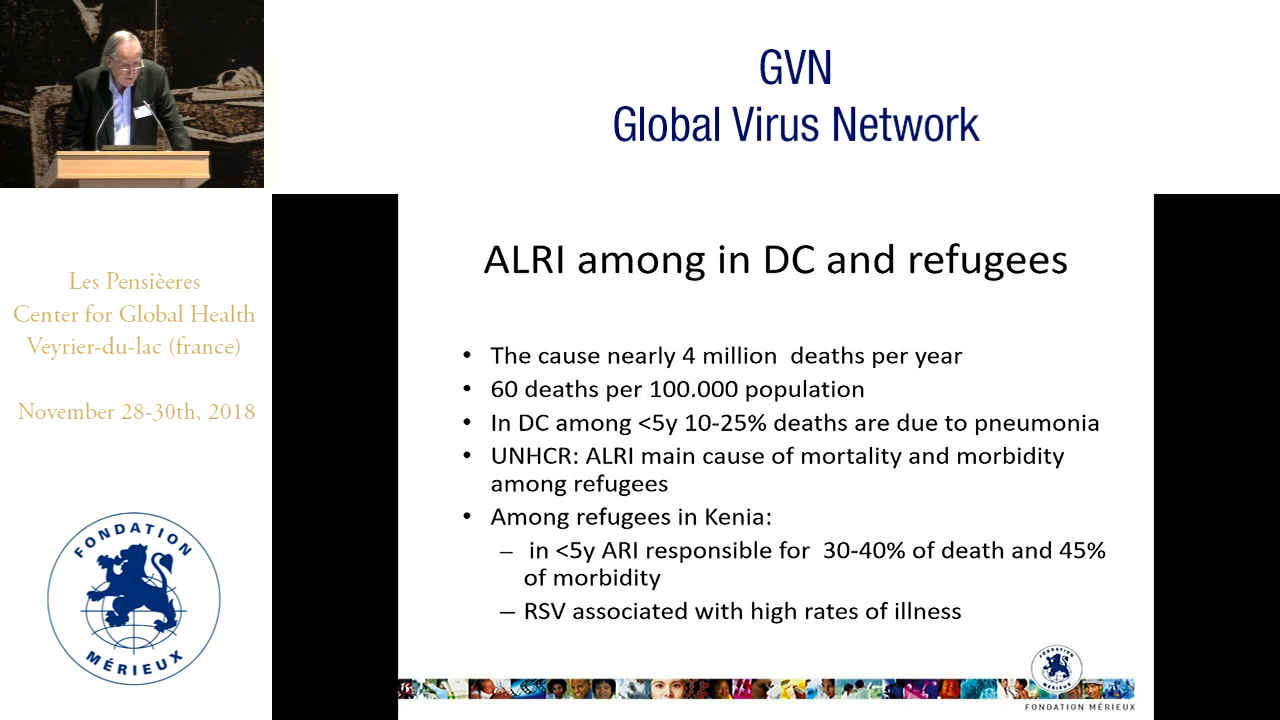 GVN
Global Virus Network
Les Pensièeres
Center for Global Health
Veyrier-du-lac (france)
November 28-30th, 2018
FONDATION
MÉRIEUX
ALRI among in DC and refugees
• The cause nearly 4 million deaths per year
• 60 deaths per 100.000 population
• In DC among <5y 10-25% deaths are due to pneumonia
• UNHCR: ALRI main cause of mortality and morbidity
among refugees
• Among refugees in Kenia:
– in <5y ARI responsible for 30-40% of death and 45%
of morbidity
– RSV associated with high rates of illness
FONDATION
MÉRIEUX
FONDATION MÉRIEUX